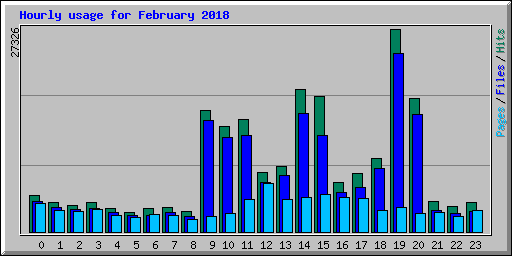 Hourly usage for February 2018
27326
Pages / Files / Hits
0 1 2 3 4 5 6 7 8 9 10 11 12 13 14 15 16 17 18 19 20 21 22 23